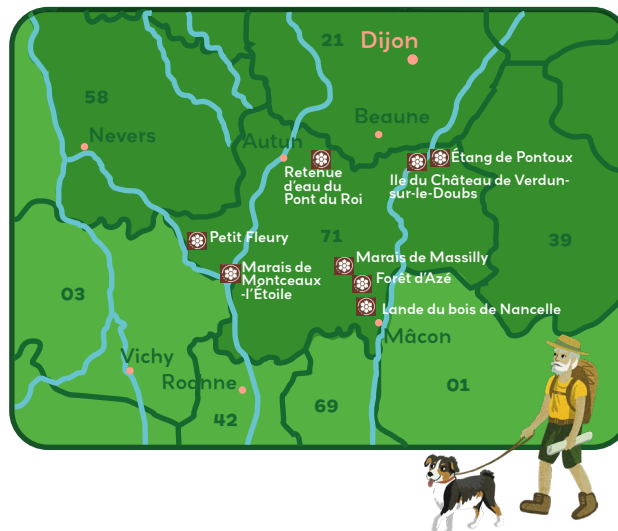 21
Dijon
58
Beaune
Nevers
Autun
Étang de Pontoux
Retenue
d'eau du
Pont du Roi
Ile du Château de Verdun-
sur-le-Doubs
Petit Fleury
71
39
Marais de Massilly
Marais de
Montceaux
-l'Étoile
Forêt d'Azé
03
Lande du bois de Nancelle
Mâcon
Vichy
Roanne
01
69
42